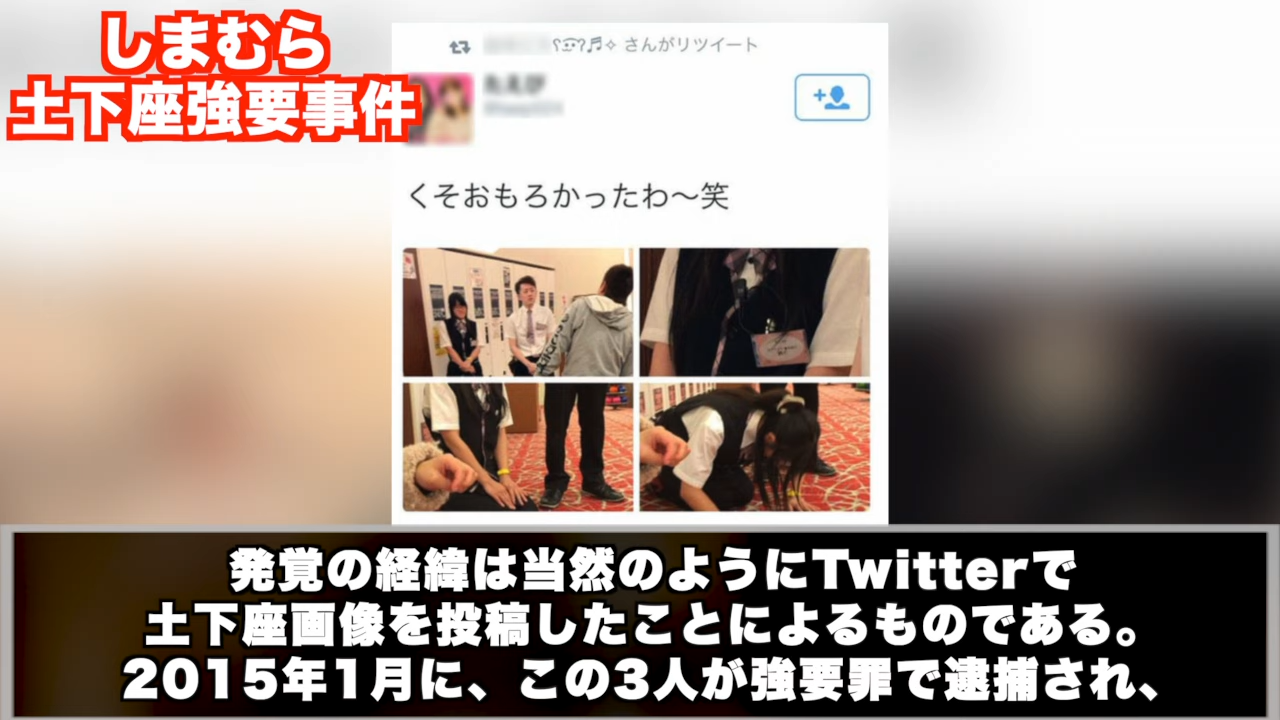 しまむら
土下座強要事件
さんがリツイート
くそおもろかったわ〜笑
発覚の経緯は当然のようにTwitterで
土下座画像を投稿したことによるものである。
2015年1月に、この3人が強要罪で逮捕され、